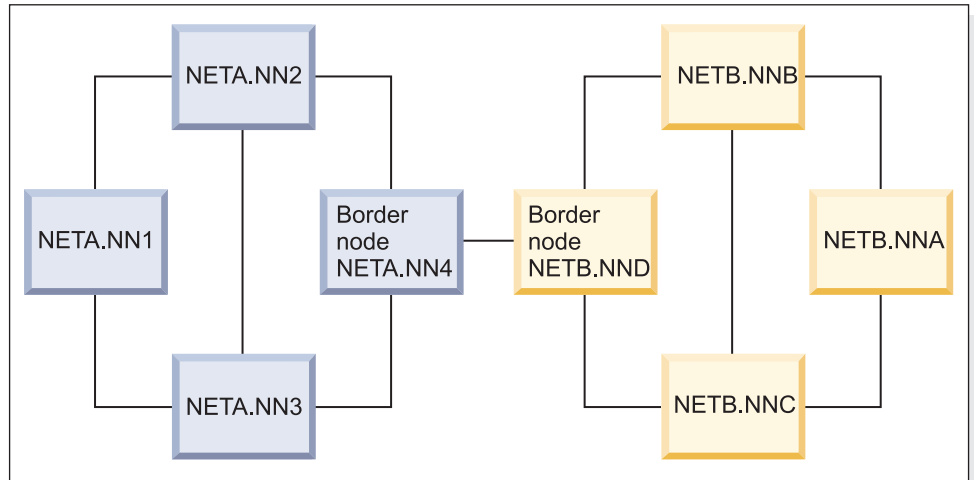 NETA.NN2
NETB.NNB
NETA.NN1
Border
node
NETA.NN4
Border
node
NETB.NND
NETB.NNA
NETA.NN3
NETB.NNC